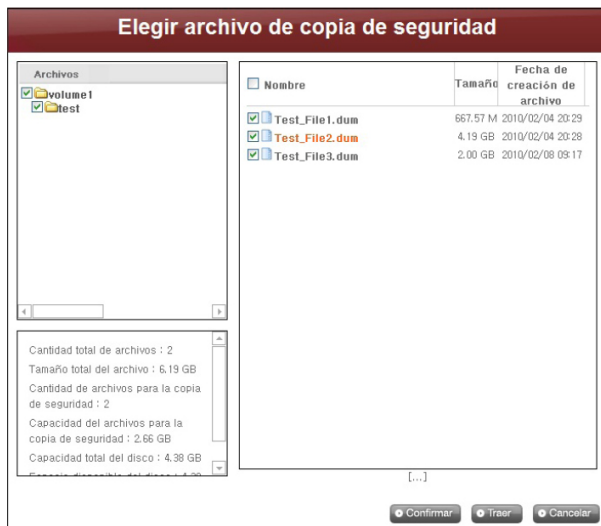 Elegir archivo de copia de seguridad
Archivos
volume1
test
Nombre
Tamaño
Fecha de
creación de
archivo
Test_File1.dum 667.57 M 2010/02/04 20:29
Test_File2.dum 4.19 GB 2010/02/04 20:28
Test_File3.dum 2.00 GB 2010/02/08 09:17
Cantidad total de archivos : 2
Tamaño total del archivo : 6.19 GB
Cantidad de archivos para la copia
de seguridad : 2
Capacidad del archivos para la
copia de seguridad : 2.66 GB
Capacidad total del disco : 4.38 GB
[...]
Confirmar
Traer
Cancelar